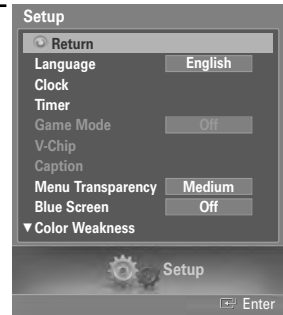 Setup
Return
Language English
Clock
Timer
Game Mode Off
V-Chip
Caption
Menu Transparency Medium
Blue Screen Off
▼Color Weakness
Setup
Enter